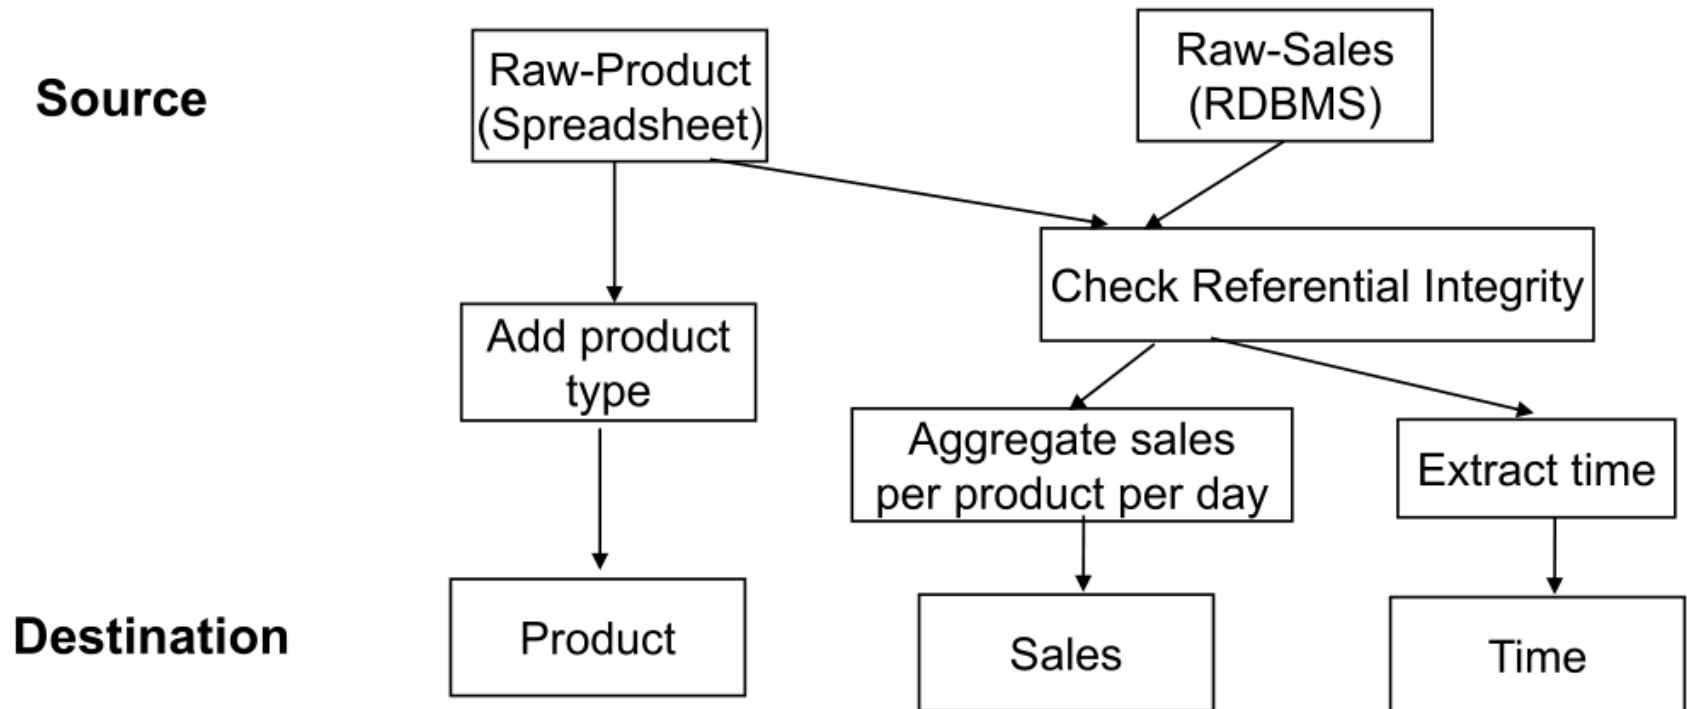 Source
Raw-Product
(Spreadsheet)
Raw-Sales
(RDBMS)
Check Referential Integrity
Add product
type
Aggregate sales
per product per day
Extract time
Destination
Product
Sales
Time